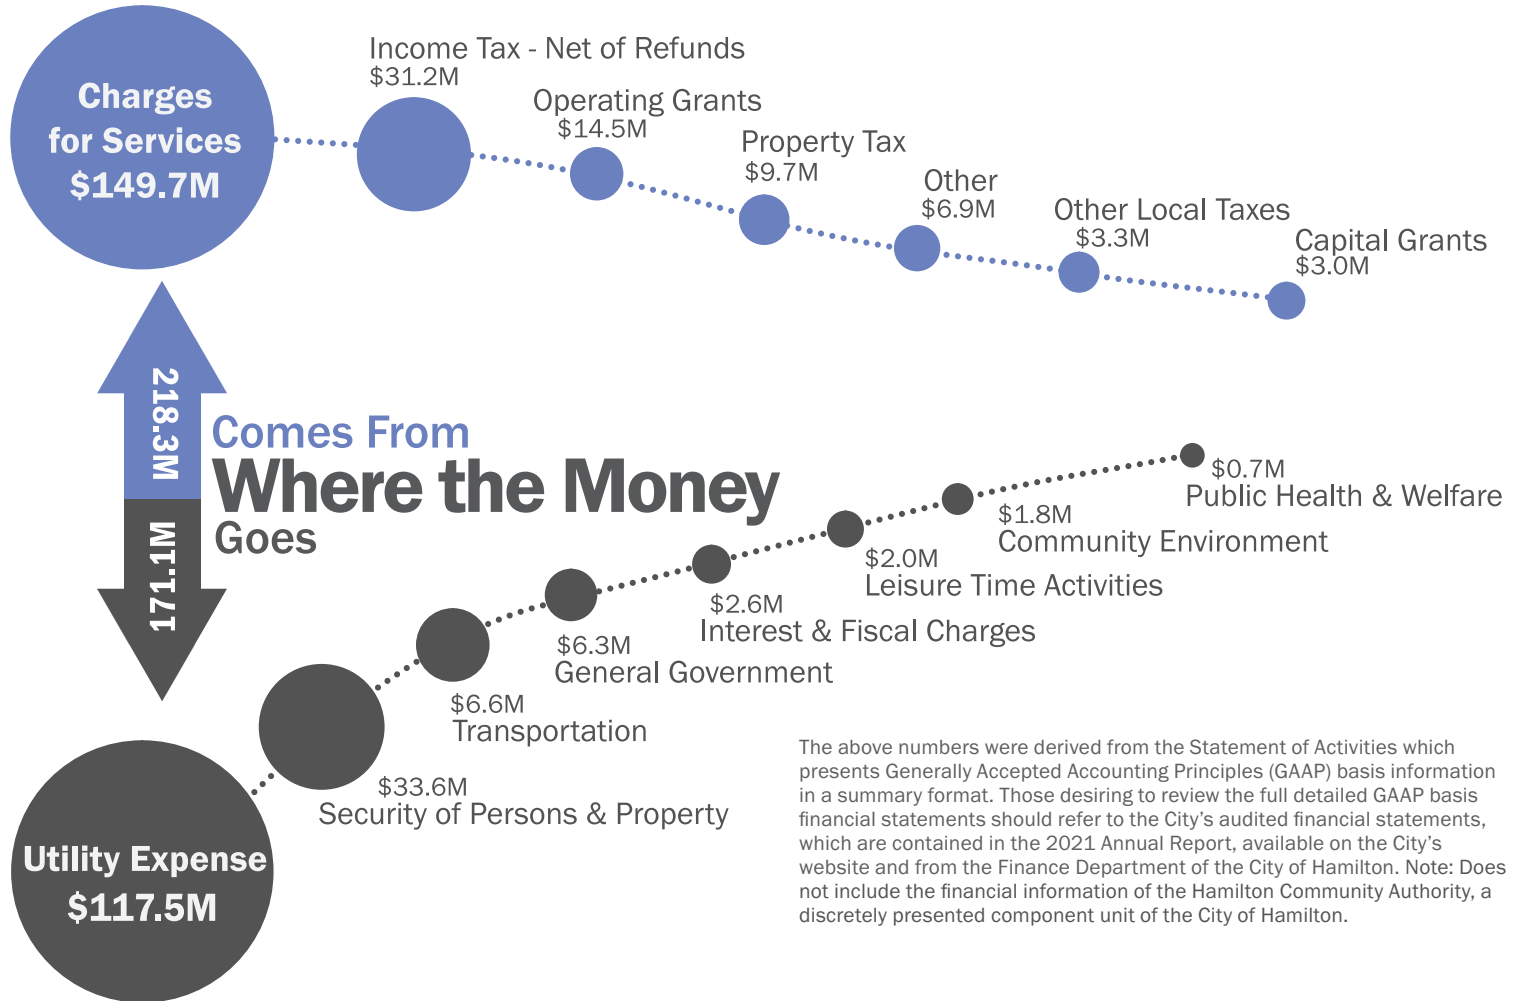 Charges
for Services
$149.7M
Income Tax - Net of Refunds
$31.2M
Operating Grants
$14.5M
Property Tax
$9.7M
Other
$6.9M
Other Local Taxes
$3.3M
Capital Grants
$3.0M
218.3M
171.1M
Comes From
Where the Money
Goes
$0.7M
Public Health & Welfare
$1.8M
Community Environment
$2.0M
Leisure Time Activities
$2.6M
Interest & Fiscal Charges
$6.3M
General Government
$6.6M
Transportation
$33.6M
Security of Persons & Property
Utility Expense
$117.5M
The above numbers were derived from the Statement of Activities which
presents Generally Accepted Accounting Principles (GAAP) basis information
in a summary format. Those desiring to review the full detailed GAAP basis
financial statements should refer to the City's audited financial statements,
which are contained in the 2021 Annual Report, available on the City's
website and from the Finance Department of the City of Hamilton. Note: Does
not include the financial information of the Hamilton Community Authority, a
discretely presented component unit of the City of Hamilton.